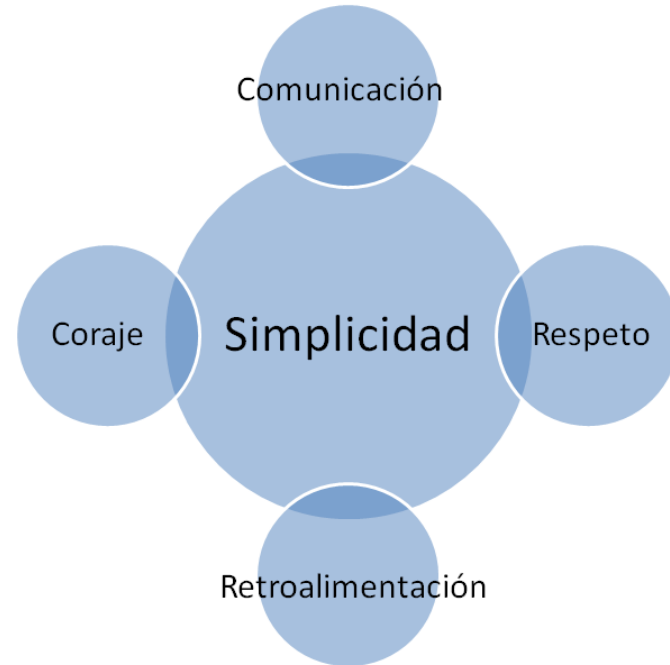 Comunicación
Coraje
Simplicidad
Respeto
Retroalimentación